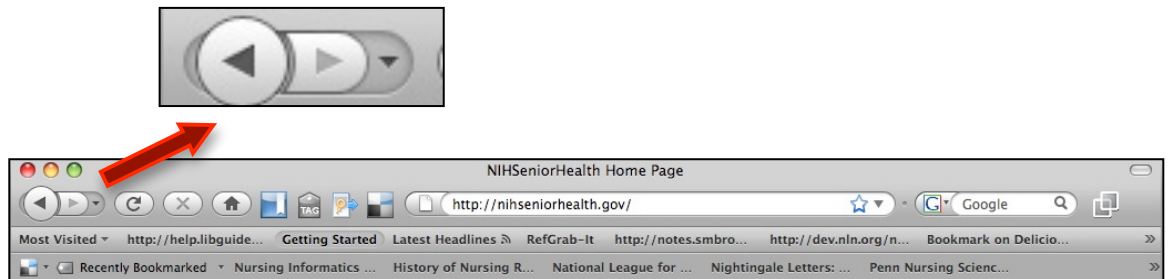 NIHSeniorHealth Home Page
TAG http://nihseniorhealth.gov/ G Google
Most Visited http://help.libguide... Getting Started Latest Headlines RefGrab-It http://notes.smbro... http://dev.nln.org/n... Bookmark on Delicio... »
Recently Bookmarked Nursing Informatics ... History of Nursing R... National League for ... Nightingale Letters: ... Penn Nursing Scienc... »